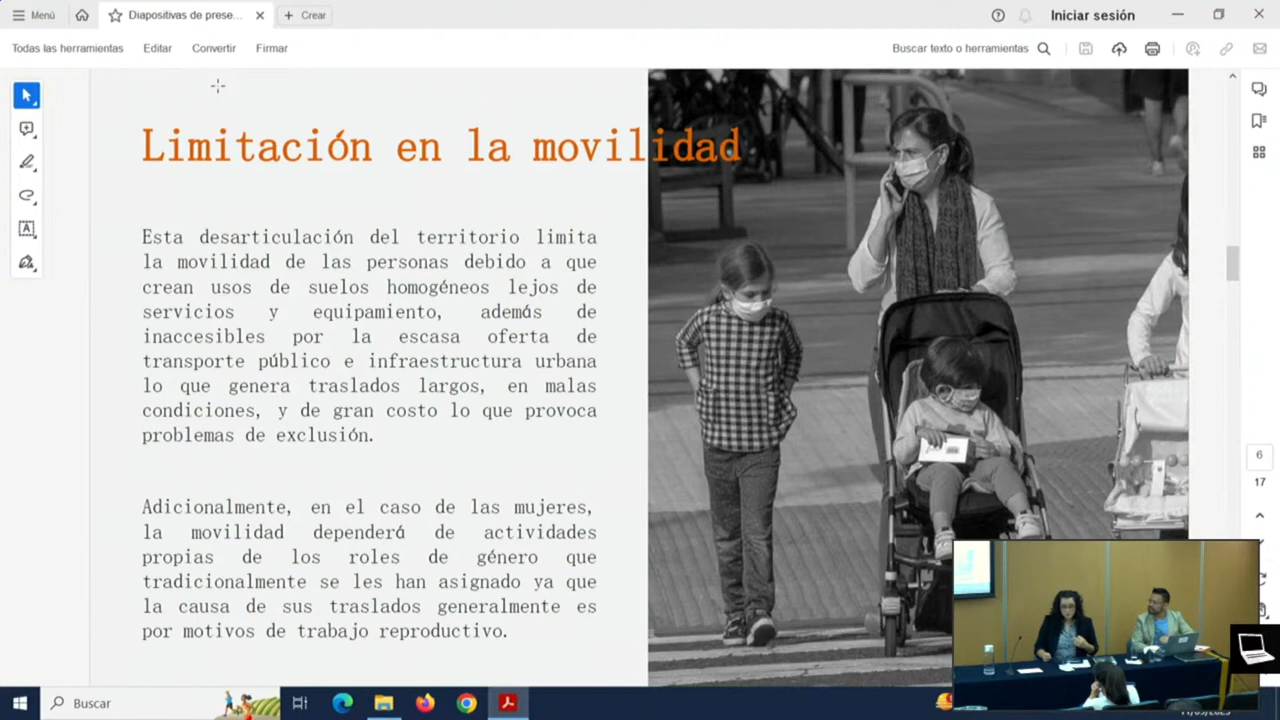 Menú
Diapositivas de prese...
Crear
Iniciar sesión
Todas las herramientas
Editar
Convertir
Firmar
Buscar texto o herramientas
Limitación en la movilidad
Esta desarticulación del territorio limita
la movilidad de las personas debido a que
crean usos de suelos homogéneos lejos de
servicios y equipamiento, además de
inaccesibles por la escasa oferta de
transporte público e infraestructura urbana
lo que genera traslados largos, en malas
condiciones, y de gran costo lo que provoca
problemas de exclusión.
Adicionalmente, en el caso de las mujeres,
la movilidad dependerá de actividades
propias de los roles de género que
tradicionalmente se les han asignado ya que
la causa de sus traslados generalmente es
por motivos de trabajo reproductivo.
6
17
Buscar